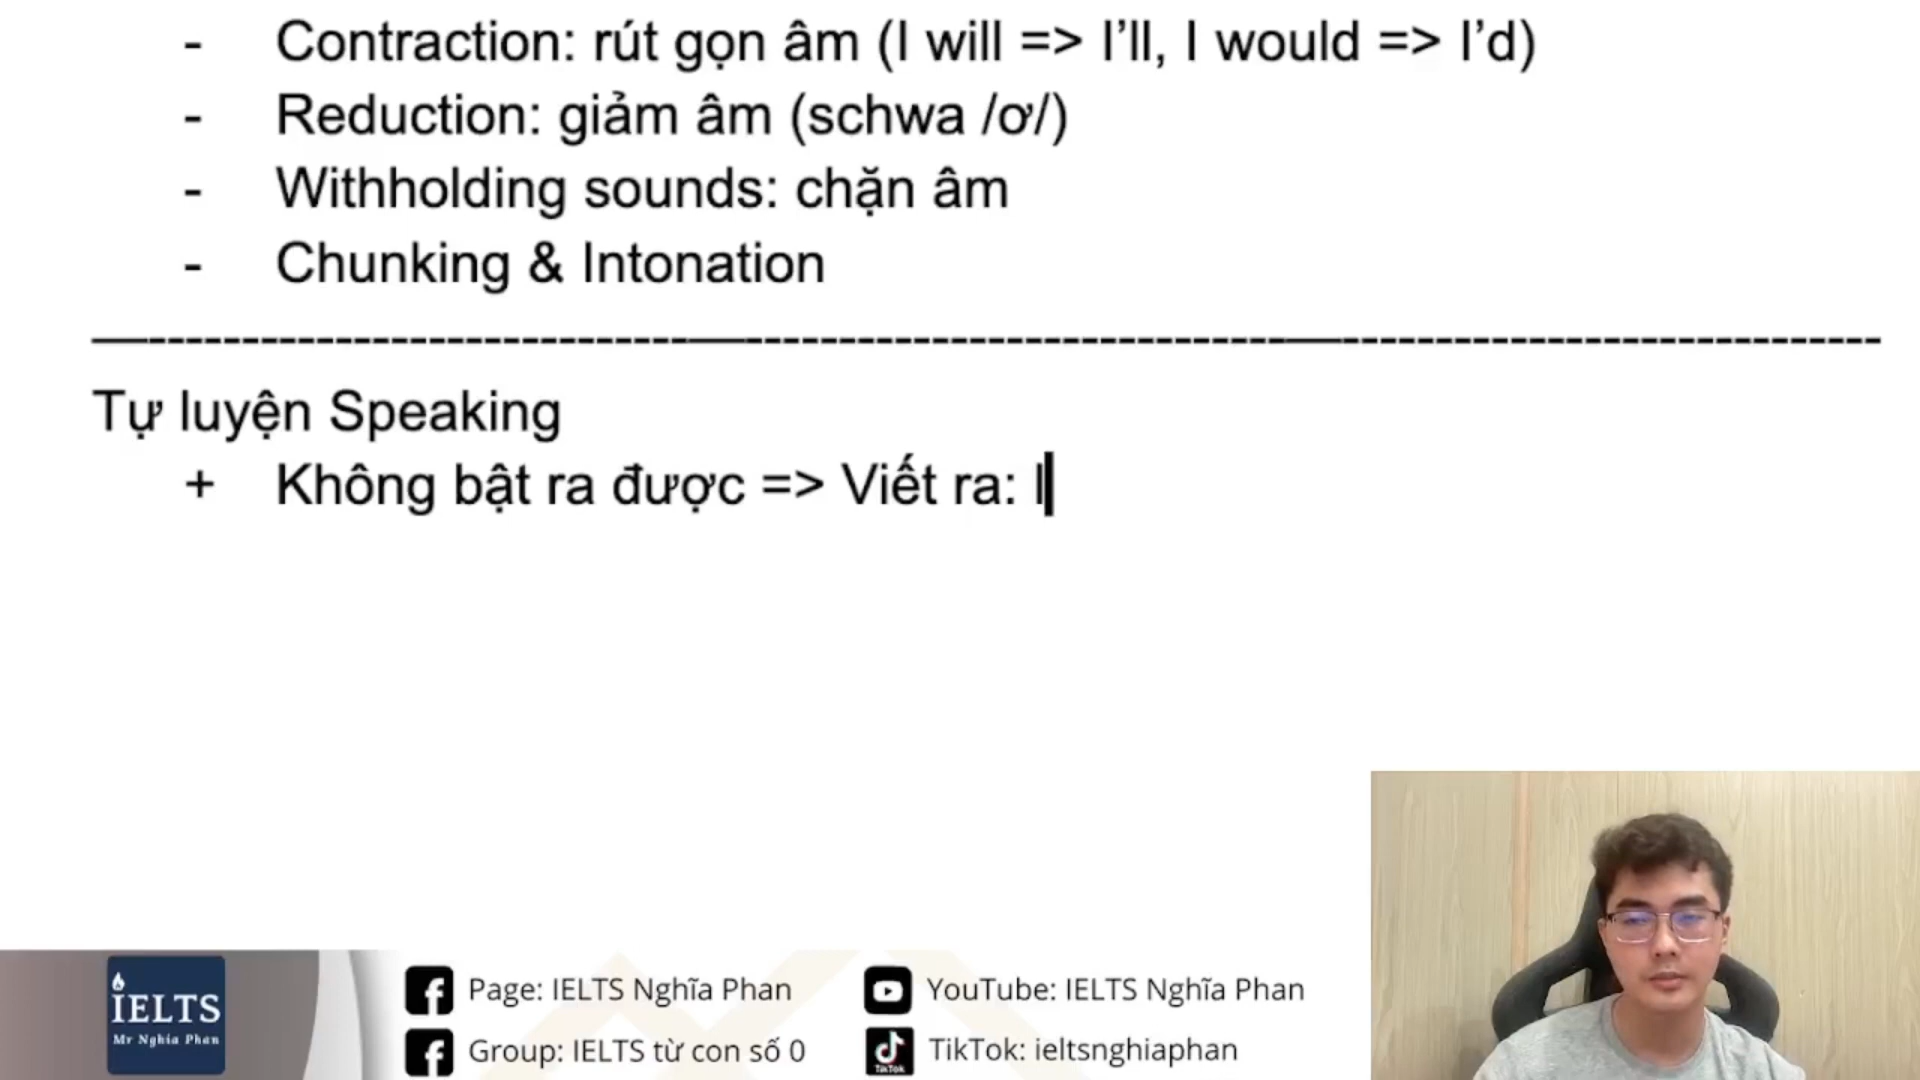 - Contraction: rút gọn âm (I will => I’ll, I would => I’d)
- Reduction: giảm âm (schwa /ơ/)
- Withholding sounds: chặn âm
- Chunking & Intonation
—-----------------------------—-----------------------------—-----------------------------
Tự luyện Speaking
+ Không bật ra được => Viết ra: I
IELTS
Mr Nghia Phan
Page: IELTS Nghĩa Phan
Group: IELTS từ con số 0
YouTube: IELTS Nghĩa Phan
TikTok
TikTok: ieltsnghiaphan